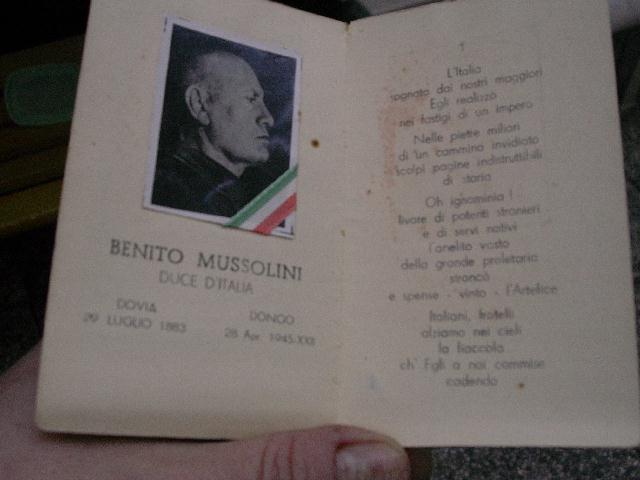 BENITO MUSSOLINI
DUCE D'ITALIA
DOVIA
29 LUGLIO 1883
DONGO
28 Apr. 1945-XXII
L'Italia
sognata dai nostri maggiori
Egli realizzò
nei fastigi di un impero
Nelle pietre miliari
di un cammino invidiato
scolpì pagine indistruttibili
di storia
Oh ignominia !
livore di potenti stranieri
e di servi nativi
l'anelito vasto
della grande proletaria
stroncò
e spense - vinto - l'Artefice
Italiani, fratelli
alziamo nei cieli
la fiaccola
ch' Egli a noi commise
cadendo